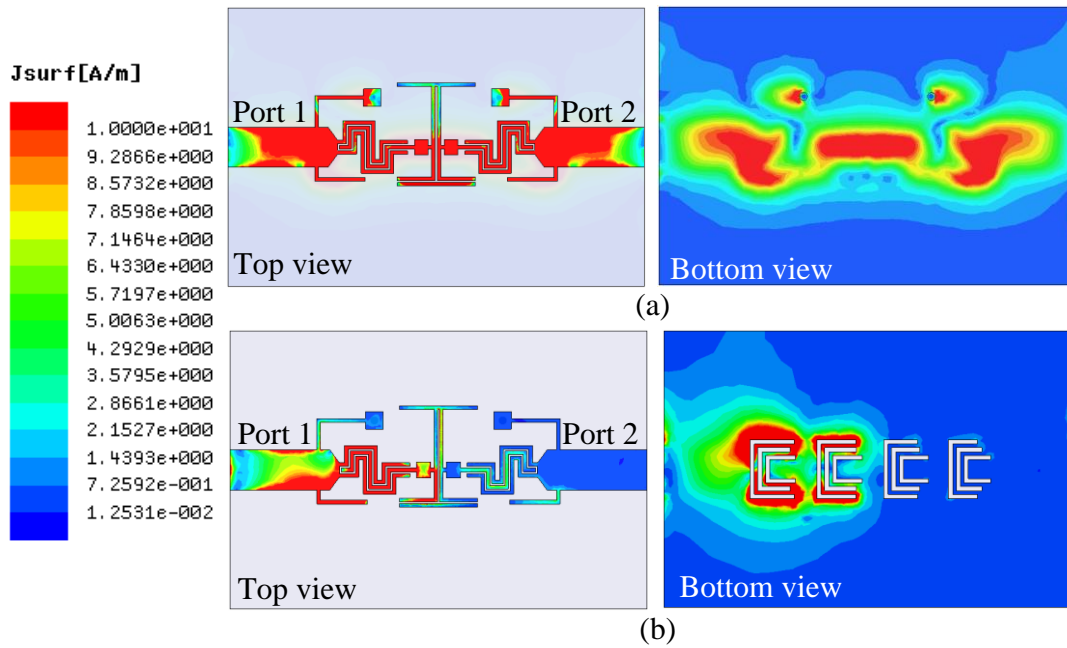 Jsurf[A/m]
1.0000e+001
9.2866e+000
8.5732e+000
7.8598e+000
7.1464e+000
6.4330e+000
5.7197e+000
5.0063e+000
4.2929e+000
3.5795e+000
2.8661e+000
2.1527e+000
1.4393e+000
7.2592e-001
1.2531e-002
Port 1
Port 2
Top view
Bottom view
(a)
Port 1
Port 2
Top view
Bottom view
(b)